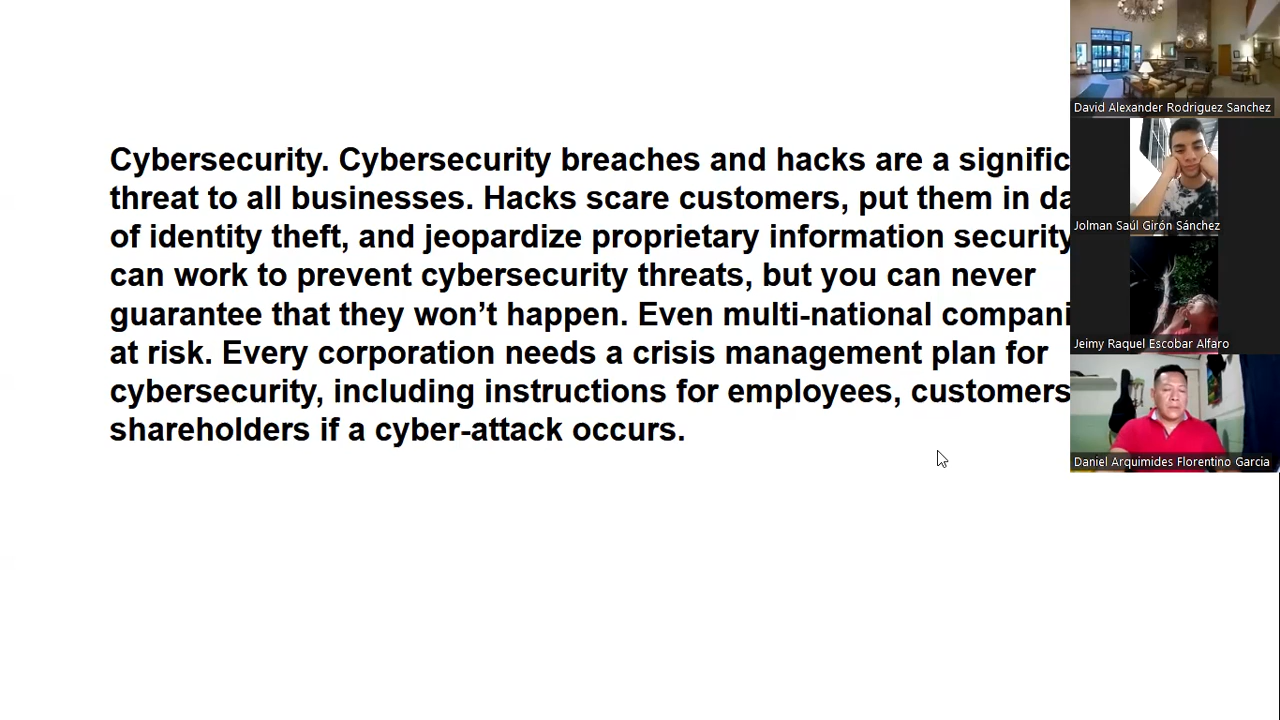 Cybersecurity. Cybersecurity breaches and hacks are a
threat to all businesses. Hacks scare customers, put them in
of identity theft, and jeopardize proprietary information security
can work to prevent cybersecurity threats, but you can never
guarantee that they won’t happen. Even multi-national
at risk. Every corporation needs a crisis management plan for
cybersecurity, including instructions for employees, customers
shareholders if a cyber-attack occurs.
David Alexander Rodriguez Sanchez
Jolman Saúl Girón Sánchez
Jeimy Raquel Escobar Alfaro
Daniel Arquimides Florentino Garcia